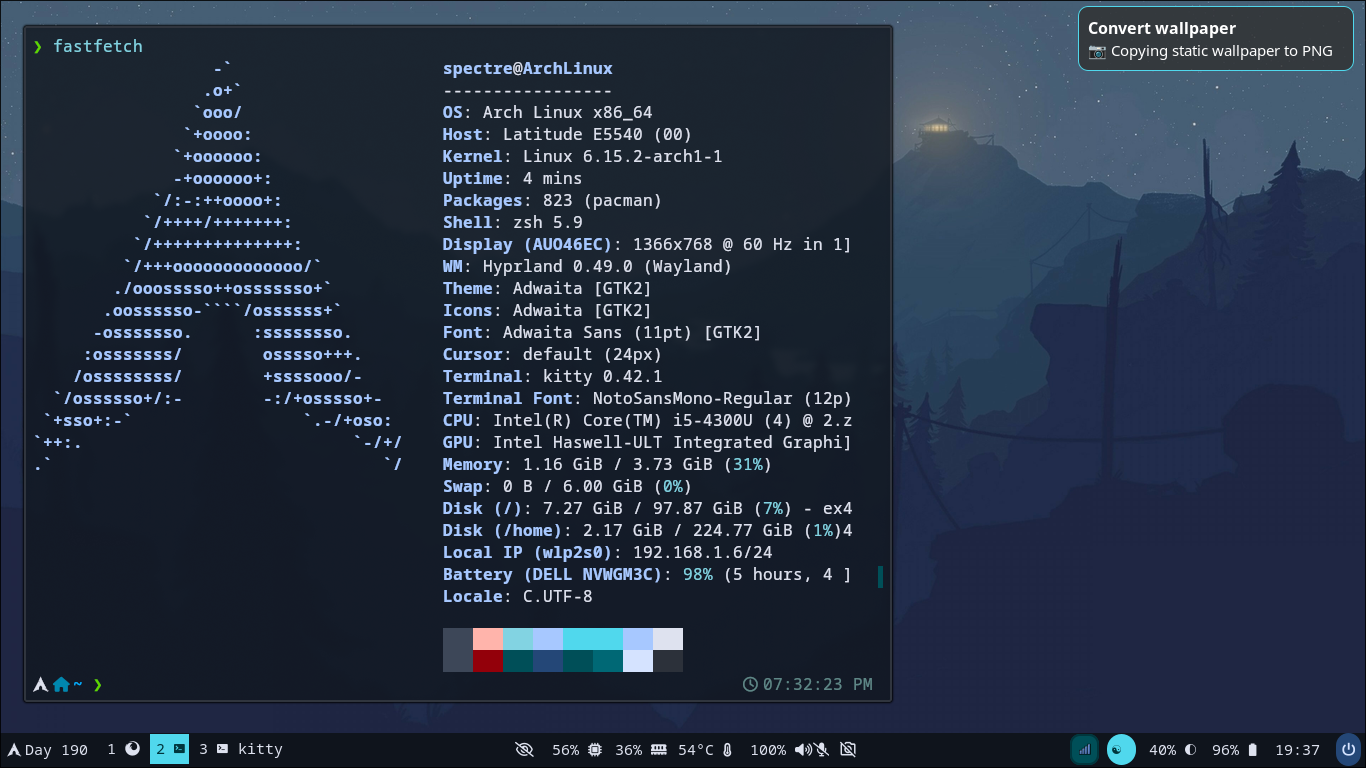 ❯ fastfetch
Convert wallpaper
📷 Copying static wallpaper to PNG
                  -`
                 .o+`
                `ooo/
               `+oooo:
              `+oooooo:
              -+oooooo+:
            `/:-:++oooo+:
           `/++++/+++++++:
          `/++++++++++++++:
         `/+++ooooooooooooo/`
        ./ooosssso++osssssso+`
       .oossssso-````/ossssss+`
      -osssssso.      :ssssssso.
     :osssssss/        osssso+++.
    /ossssssss/        +ssssooo/-
  `/ossssso+/:-        -:/+osssso+-
 `+sso+:-`                 `.-/+oso:
`++:.                           `-/+/
.`                                 `/
spectre@ArchLinux
-----------------
OS: Arch Linux x86_64
Host: Latitude E5540 (00)
Kernel: Linux 6.15.2-arch1-1
Uptime: 4 mins
Packages: 823 (pacman)
Shell: zsh 5.9
Display (AUO46EC): 1366x768 @ 60 Hz in 1]
WM: Hyprland 0.49.0 (Wayland)
Theme: Adwaita [GTK2]
Icons: Adwaita [GTK2]
Font: Adwaita Sans (11pt) [GTK2]
Cursor: default (24px)
Terminal: kitty 0.42.1
Terminal Font: NotoSansMono-Regular (12p)
CPU: Intel(R) Core(TM) i5-4300U (4) @ 2.z
GPU: Intel Haswell-ULT Integrated Graphi]
Memory: 1.16 GiB / 3.73 GiB (31%)
Swap: 0 B / 6.00 GiB (0%)
Disk (/): 7.27 GiB / 97.87 GiB (7%) - ex4
Disk (/home): 2.17 GiB / 224.77 GiB (1%)4
Local IP (wlp2s0): 192.168.1.6/24
Battery (DELL NVWGM3C): 98% (5 hours, 4 ]
Locale: C.UTF-8
~ ❯ 07:32:23 PM
Day 190 1 2 3 kitty 56% 36% 54°C 100% 40% 96% 19:37